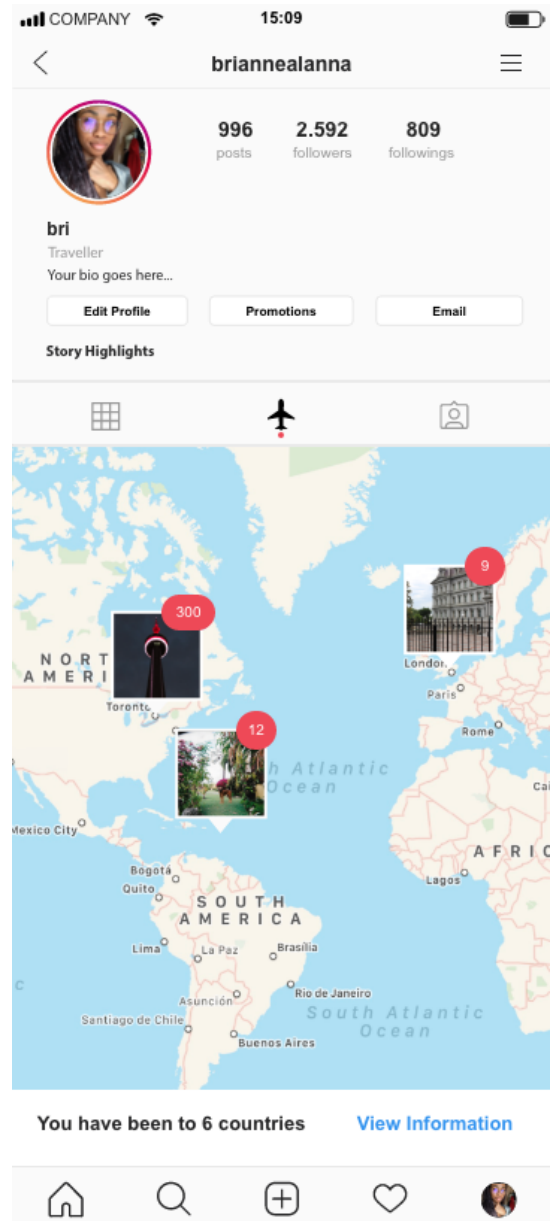 COMPANY 15:09
briannealanna
996 2.592 809
posts followers followings
bri
Traveller
Your bio goes here...
Edit Profile Promotions Email
Story Highlights
9
300
NORT
AMERI
London
Toronto
Paris
Rome
12
h Atlantic
Ocean
Cai
Mexico City
AFRIC
Bogotá
Lagos
Quito
SOUTH
AMERICA
Lima
La Paz
Brasília
c
Asunción
Rio de Janeiro
South Atlantic
Ocean
Santiago de Chile
Buenos Aires
You have been to 6 countries View Information